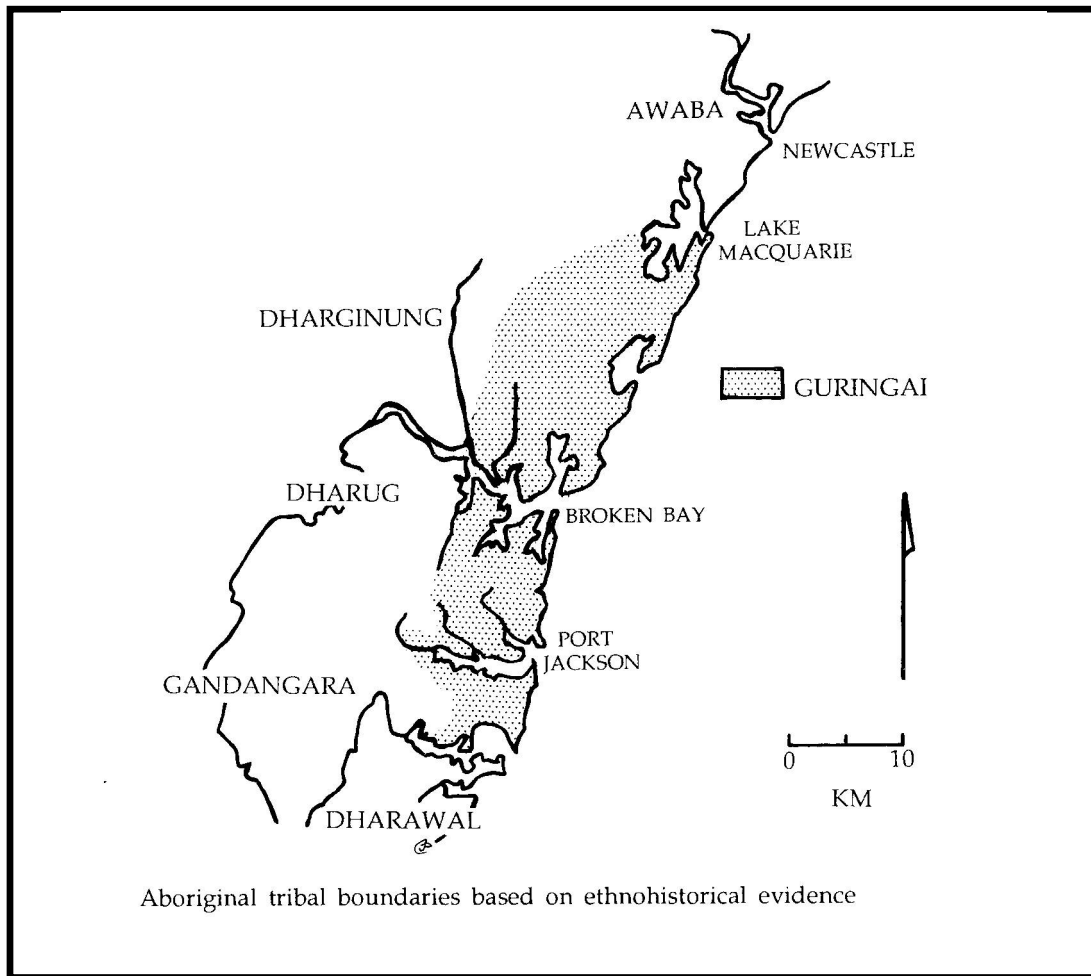 AWABA
NEWCASTLE
LAKE
MACQUARIE
DHARGINUNG
GURINGAI
DHARUG
BROKEN BAY
PORT
JACKSON
GANDANGARA
0 10
KM
DHARAWAL
Aboriginal tribal boundaries based on ethnohistorical evidence